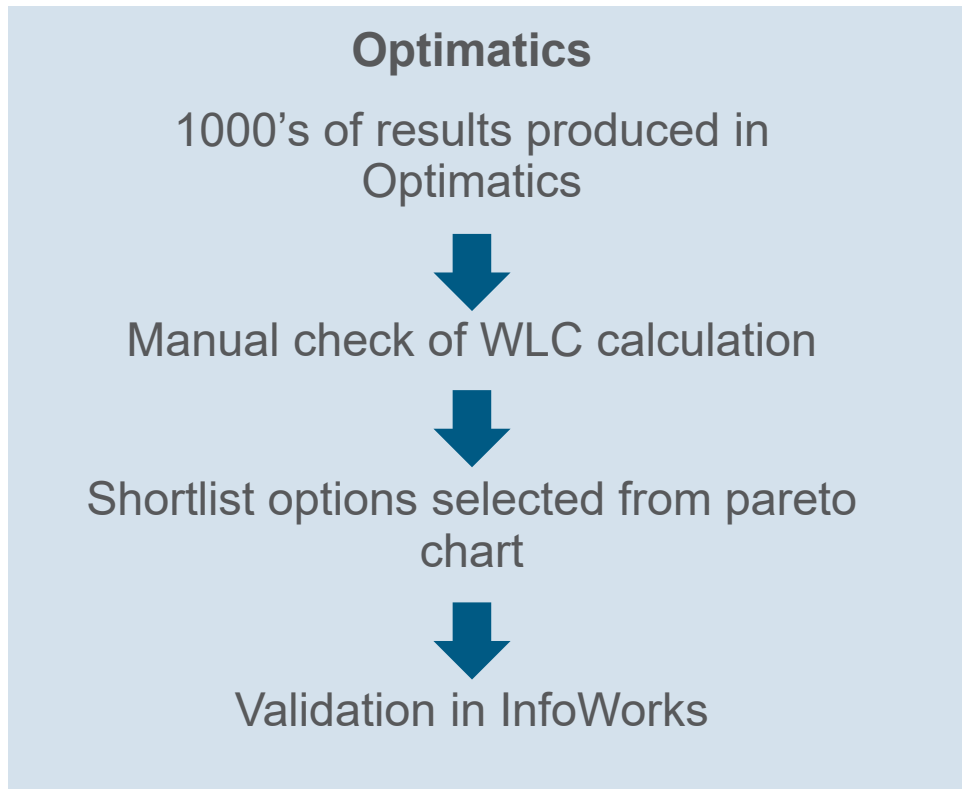 Optimatics
1000’s of results produced in
Optimatics
Manual check of WLC calculation
Shortlist options selected from pareto
chart
Validation in InfoWorks